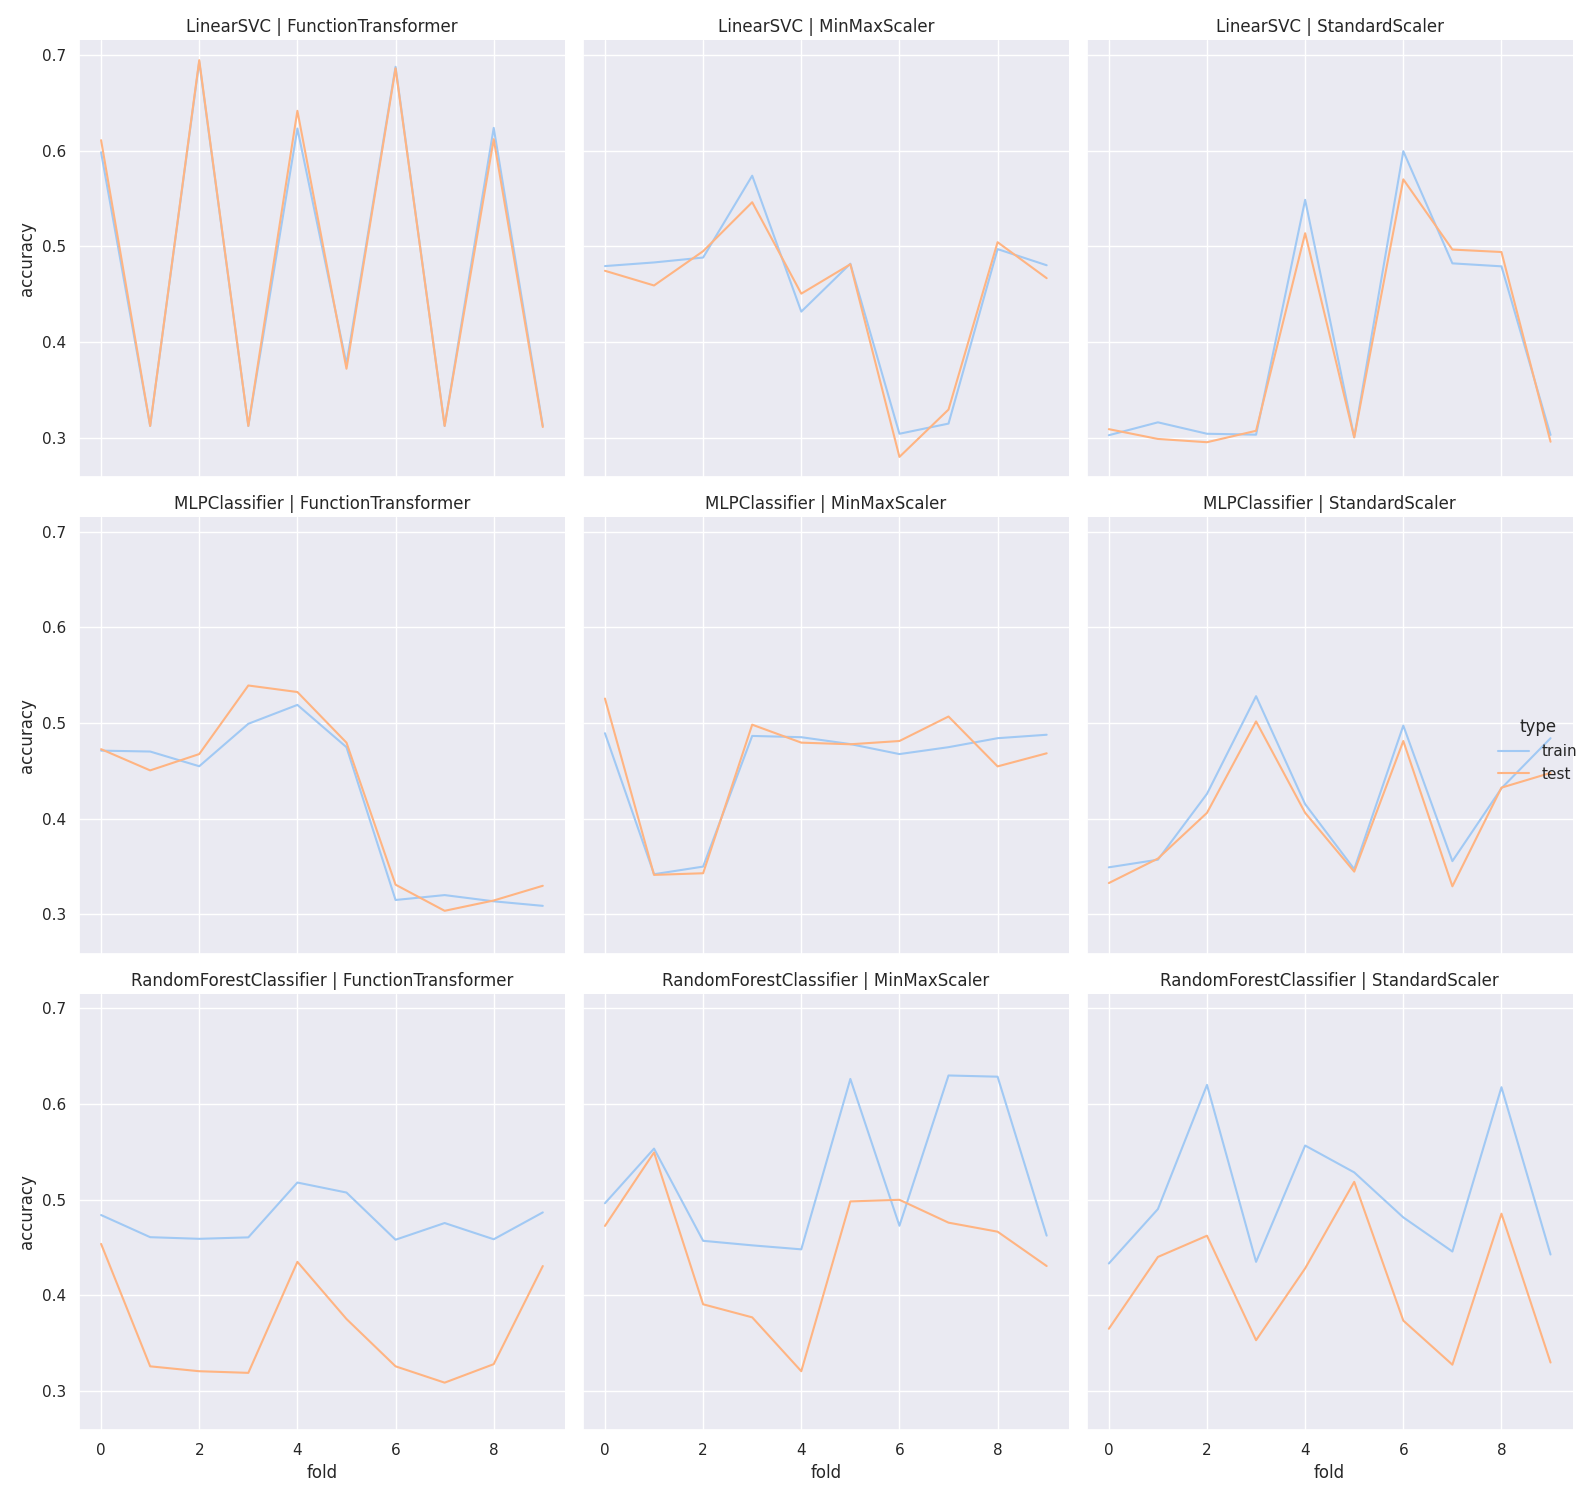 LinearSVC | FunctionTransformer
LinearSVC | MinMaxScaler
LinearSVC | StandardScaler
0.7
0.6
0.5
0.4
0.3
accuracy
MLPClassifier | FunctionTransformer
MLPClassifier | MinMaxScaler
MLPClassifier | StandardScaler
0.7
0.6
0.5
0.4
0.3
accuracy
type
train
test
RandomForestClassifier | FunctionTransformer
RandomForestClassifier | MinMaxScaler
RandomForestClassifier | StandardScaler
0.7
0.6
0.5
0.4
0.3
accuracy
0 2 4 6 8
fold
0 2 4 6 8
fold
0 2 4 6 8
fold